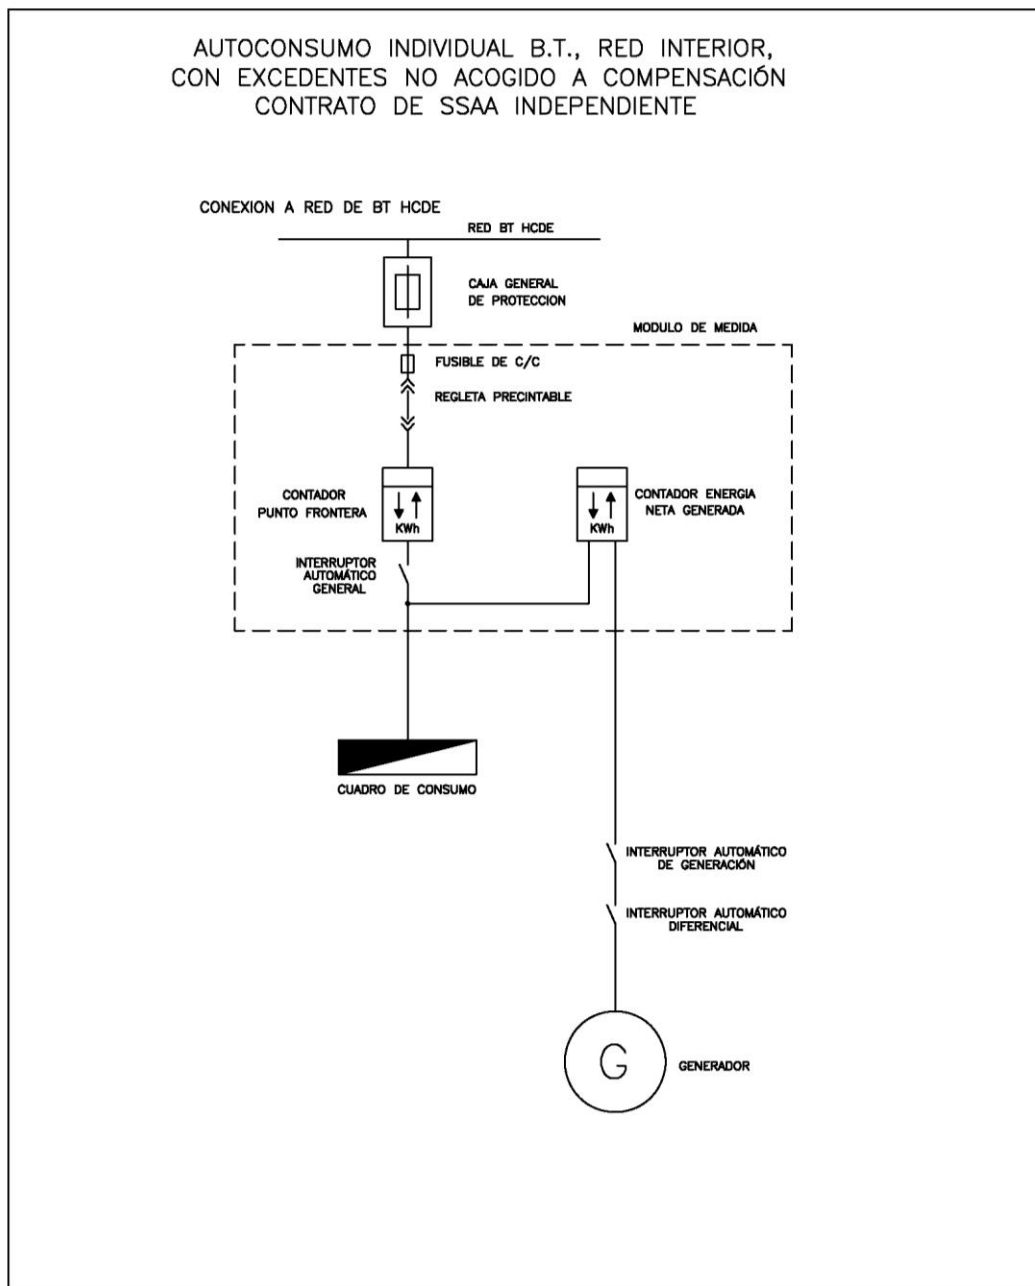 AUTOCONSUMO INDIVIDUAL B.T., RED INTERIOR,
CON EXCEDENTES NO ACOGIDO A COMPENSACIÓN
CONTRATO DE SSAA INDEPENDIENTE
CONEXION A RED DE BT HCDE
RED BT HCDE
CAJA GENERAL
DE PROTECCION
MODULO DE MEDIDA
FUSIBLE DE C/C
REGLETA PRECINTABLE
CONTADOR
PUNTO FRONTERA
KWh
KWh
CONTADOR ENERGIA
NETA GENERADA
INTERRUPTOR
AUTOMÁTICO
GENERAL
CUADRO DE CONSUMO
INTERRUPTOR AUTOMÁTICO
DE GENERACIÓN
INTERRUPTOR AUTOMÁTICO
DIFERENCIAL
G
GENERADOR